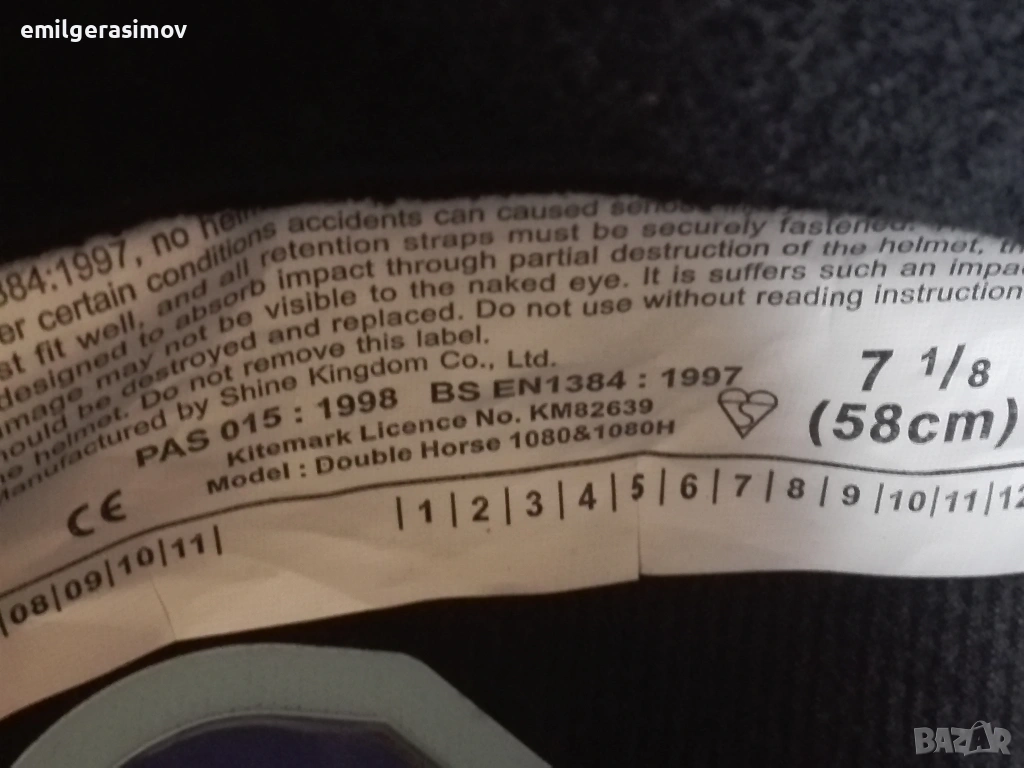 emilgerasimov
384:1997, no
er certain conditions accidents can caused
st fit well, and all retention straps must be securely fastened.
designed to absorb impact through partial destruction of the helmet,
mage may not be visible to the naked eye. It is suffers such an impac
hould be destroyed and replaced. Do not use without reading instruction
he helmet. Do not remove this label.
Manufactured by Shine Kingdom Co., Ltd.
PAS 015 : 1998 BS EN1384 : 1997
Kitemark Licence No. KM82639
Model : Double Horse 1080&1080H
7 1/8
(58cm)
CE
|08|09|10|11| |1|2|3|4|5|6|7|8|9|10|11|12
BAZAR